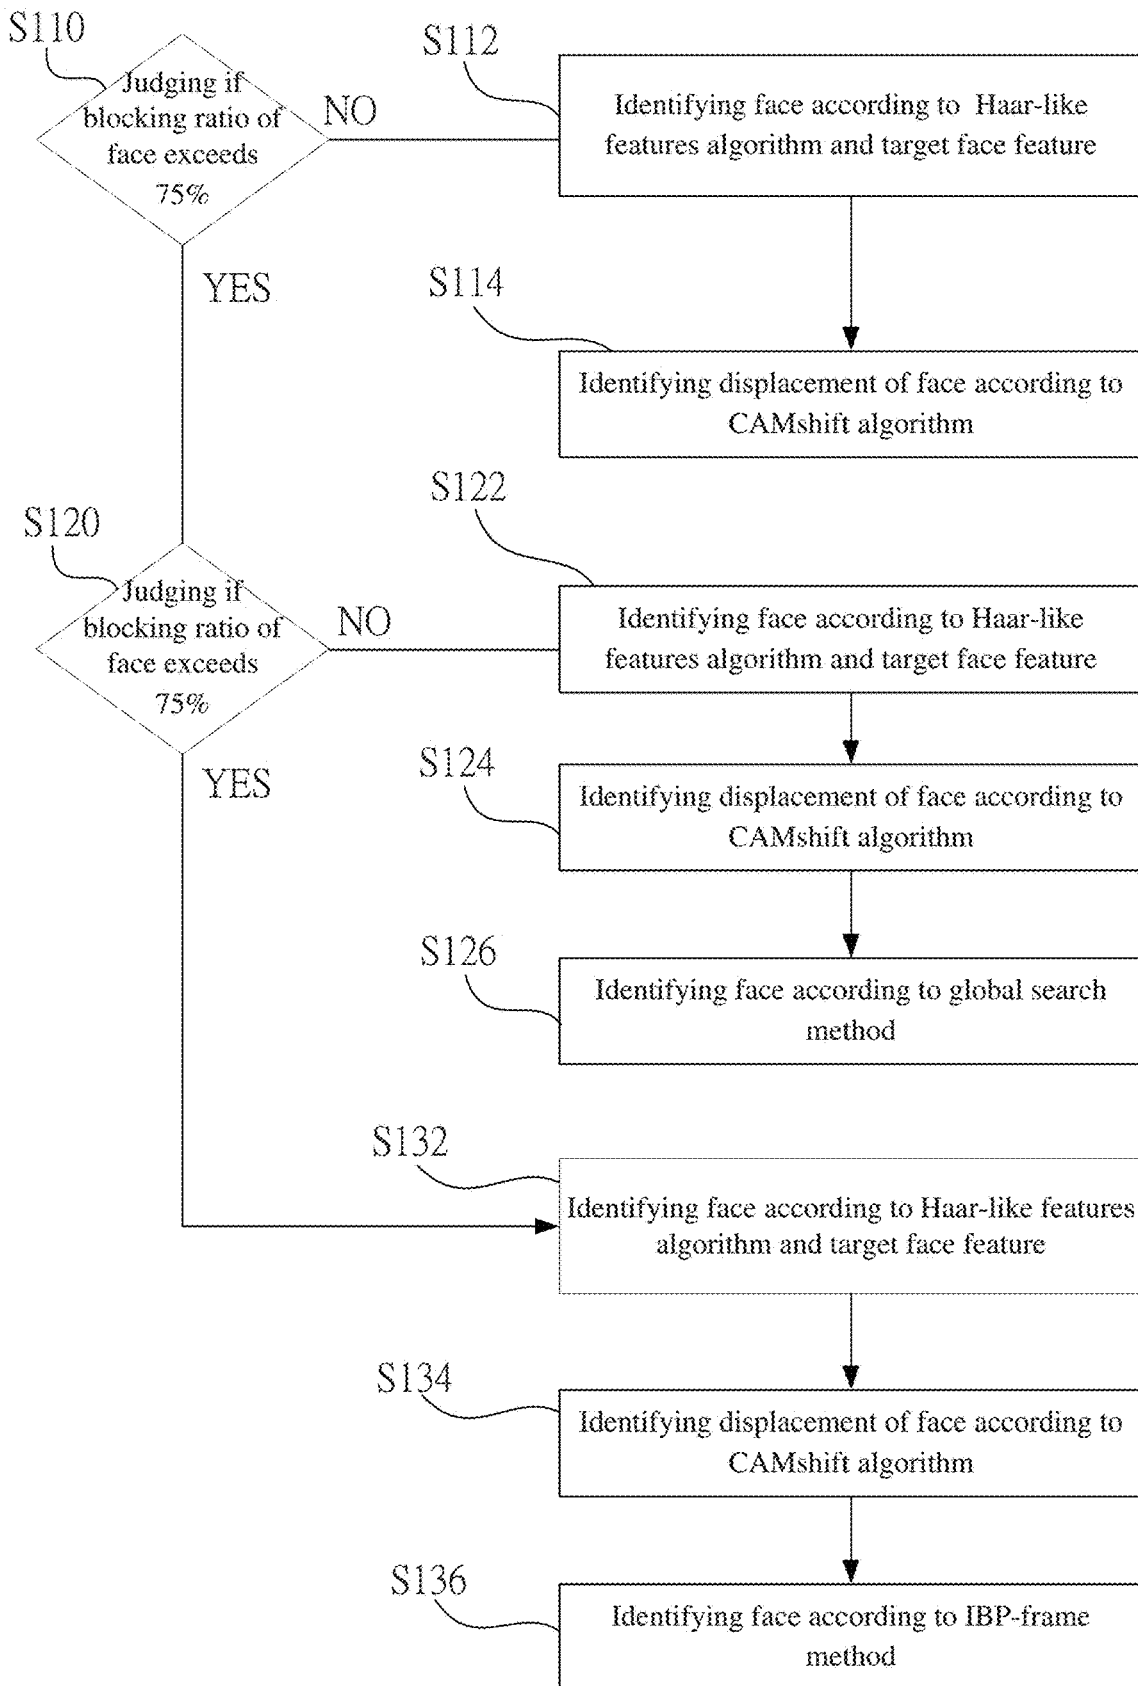 S110
Judging if
blocking ratio of
face exceeds
75%
NO
YES
S112
Identifying face according to Haar-like
features algorithm and target face feature
S114
Identifying displacement of face according to
CAMshift algorithm
S120
Judging if
blocking ratio of
face exceeds
75%
NO
YES
S122
Identifying face according to Haar-like
features algorithm and target face feature
S124
Identifying displacement of face according to
CAMshift algorithm
S126
Identifying face according to global search
method
S132
Identifying face according to Haar-like features
algorithm and target face feature
S134
Identifying displacement of face according to
CAMshift algorithm
S136
Identifying face according to IBP-frame
method